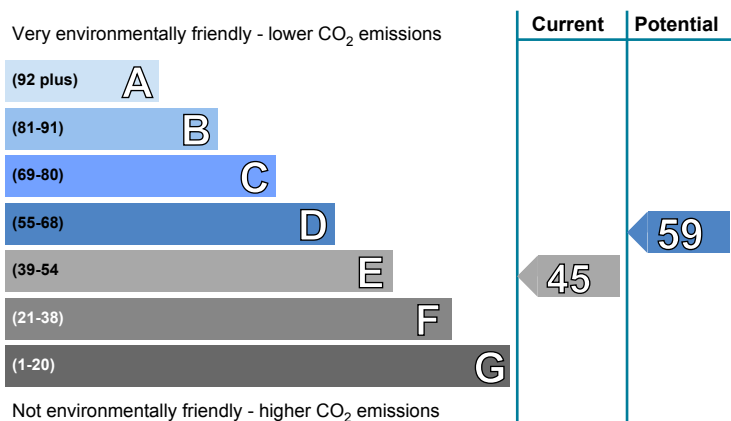 Very environmentally friendly - lower CO2 emissions
Current
Potential
(92 plus) A
(81-91) B
(69-80) C
(55-68) D
59
(39-54 E
45
(21-38) F
(1-20) G
Not environmentally friendly - higher CO2 emissions